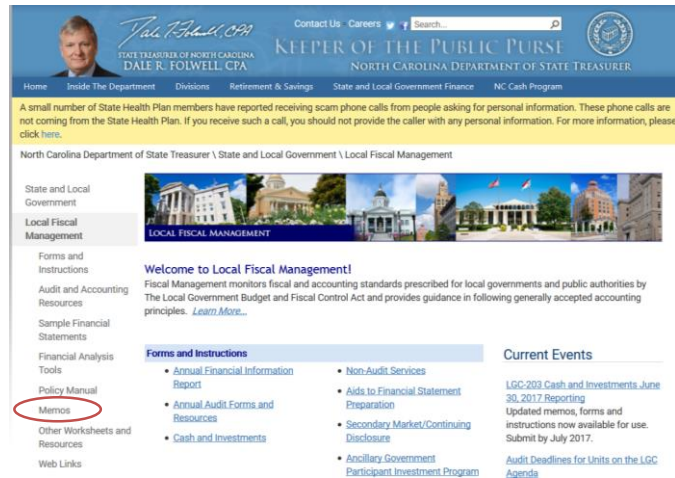 Dale R. Folwell, CPA
STATE TREASURER OF NORTH CAROLINA
DALE R. FOLWELL, CPA
Contact Us Careers Search...
KEEPER OF THE PUBLIC PURSE
NORTH CAROLINA DEPARTMENT OF STATE TREASURER
Home Inside The Department Divisions Retirement & Savings State and Local Government Finance NC Cash Program
A small number of State Health Plan members have reported receiving scam phone calls from people asking for personal information. These phone calls are
not coming from the State Health Plan. If you receive such a call, you should not provide the caller with any personal information. For more information, please
click here.
North Carolina Department of State Treasurer \ State and Local Government \ Local Fiscal Management
State and Local
Government
Local Fiscal
Management
Forms and
Instructions
Audit and Accounting
Resources
Sample Financial
Statements
Financial Analysis
Tools
Policy Manual
Memos
Other Worksheets and
Resources
Web Links
LOCAL FISCAL MANAGEMENT
Welcome to Local Fiscal Management!
Fiscal Management monitors fiscal and accounting standards prescribed for local governments and public authorities by
The Local Government Budget and Fiscal Control Act and provides guidance in following generally accepted accounting
principles. Learn More...
Forms and Instructions
• Annual Financial Information
Report
• Annual Audit Forms and
Resources
• Cash and Investments
• Non-Audit Services
• Aids to Financial Statement
Preparation
• Secondary Market/Continuing
Disclosure
• Ancillary Government
Participant Investment Program
Current Events
LGC-203 Cash and Investments June
30, 2017 Reporting
Updated memos, forms and
instructions now available for use.
Submit by July 2017.
Audit Deadlines for Units on the LGC
Agenda